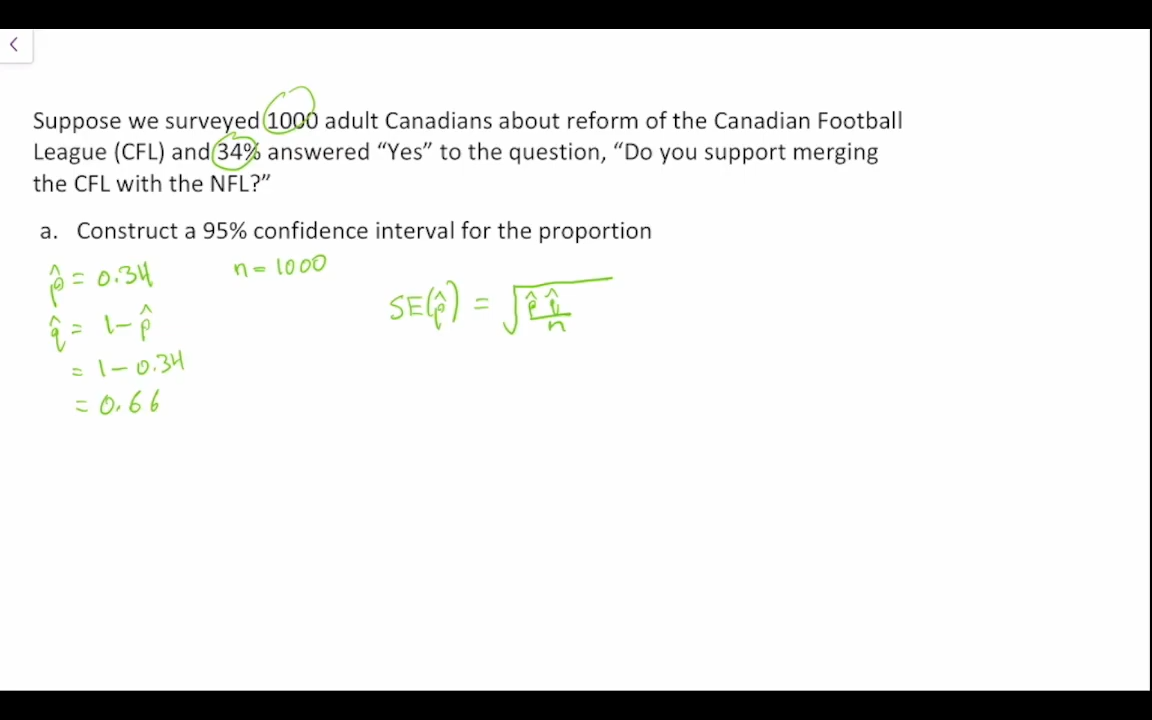 Suppose we surveyed 1000 adult Canadians about reform of the Canadian Football
League (CFL) and 34% answered “Yes” to the question, “Do you support merging
the CFL with the NFL?”
a. Construct a 95% confidence interval for the proportion
p̂ = 0.34
n = 1000
q̂ = 1 - p̂
= 1 - 0.34
= 0.66
SE(p̂) = √(p̂ q̂ / n)